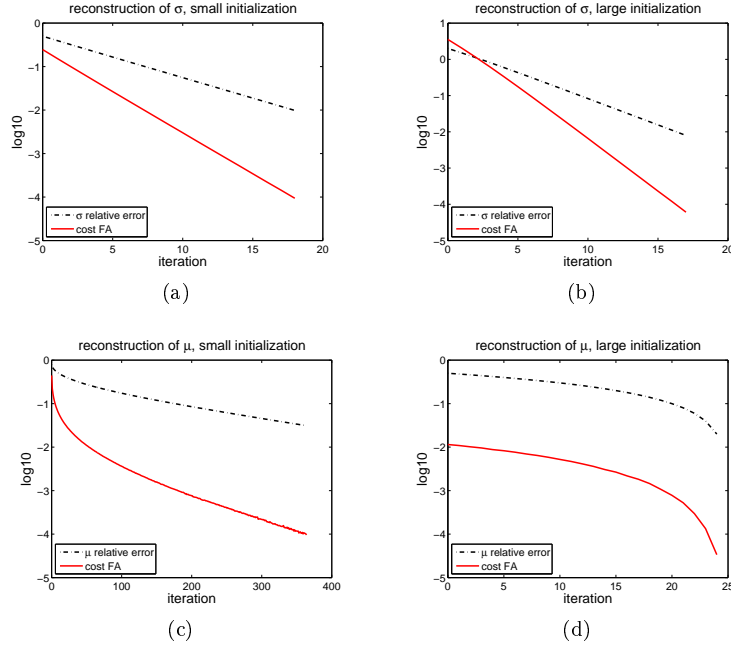 reconstruction of σ, small initialization
0
−1
−2
−3
−4
−5
log10
σ relative error
cost FA
0 5 10 15 20
iteration
(a)
reconstruction of σ, large initialization
1
0
−1
−2
−3
−4
−5
log10
σ relative error
cost FA
0 5 10 15 20
iteration
(b)
reconstruction of μ, small initialization
0
−1
−2
−3
−4
−5
log10
μ relative error
cost FA
0 100 200 300 400
iteration
(c)
reconstruction of μ, large initialization
0
−1
−2
−3
−4
−5
log10
μ relative error
cost FA
0 5 10 15 20 25
iteration
(d)